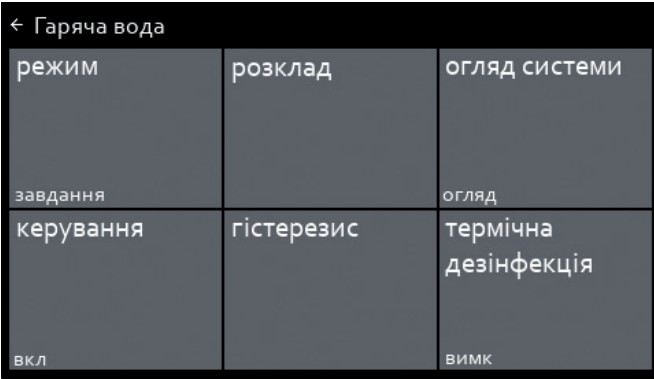 ← Гаряча вода
режим
розклад
огляд системи
завдання
огляд
керування
гістерезис
термічна
дезінфекція
вкл
вимк